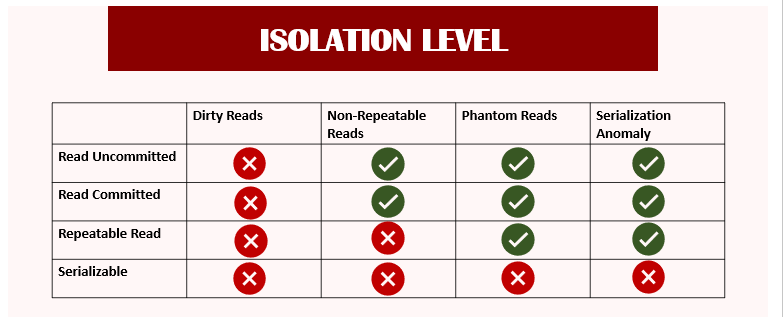 ISOLATION LEVEL
Dirty Reads
Non-Repeatable
Reads
Phantom Reads
Serialization
Anomaly
Read Uncommitted
Read Committed
Repeatable Read
Serializable